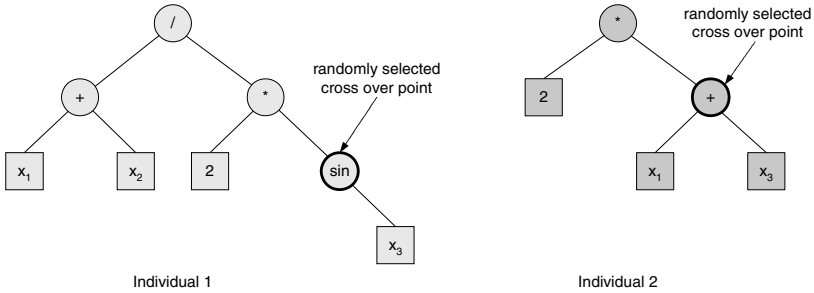 /
*
randomly selected
cross over point
randomly selected
cross over point
+
*
2
+
x₁
x₂
2
sin
x₁
x₃
x₃
Individual 1
Individual 2